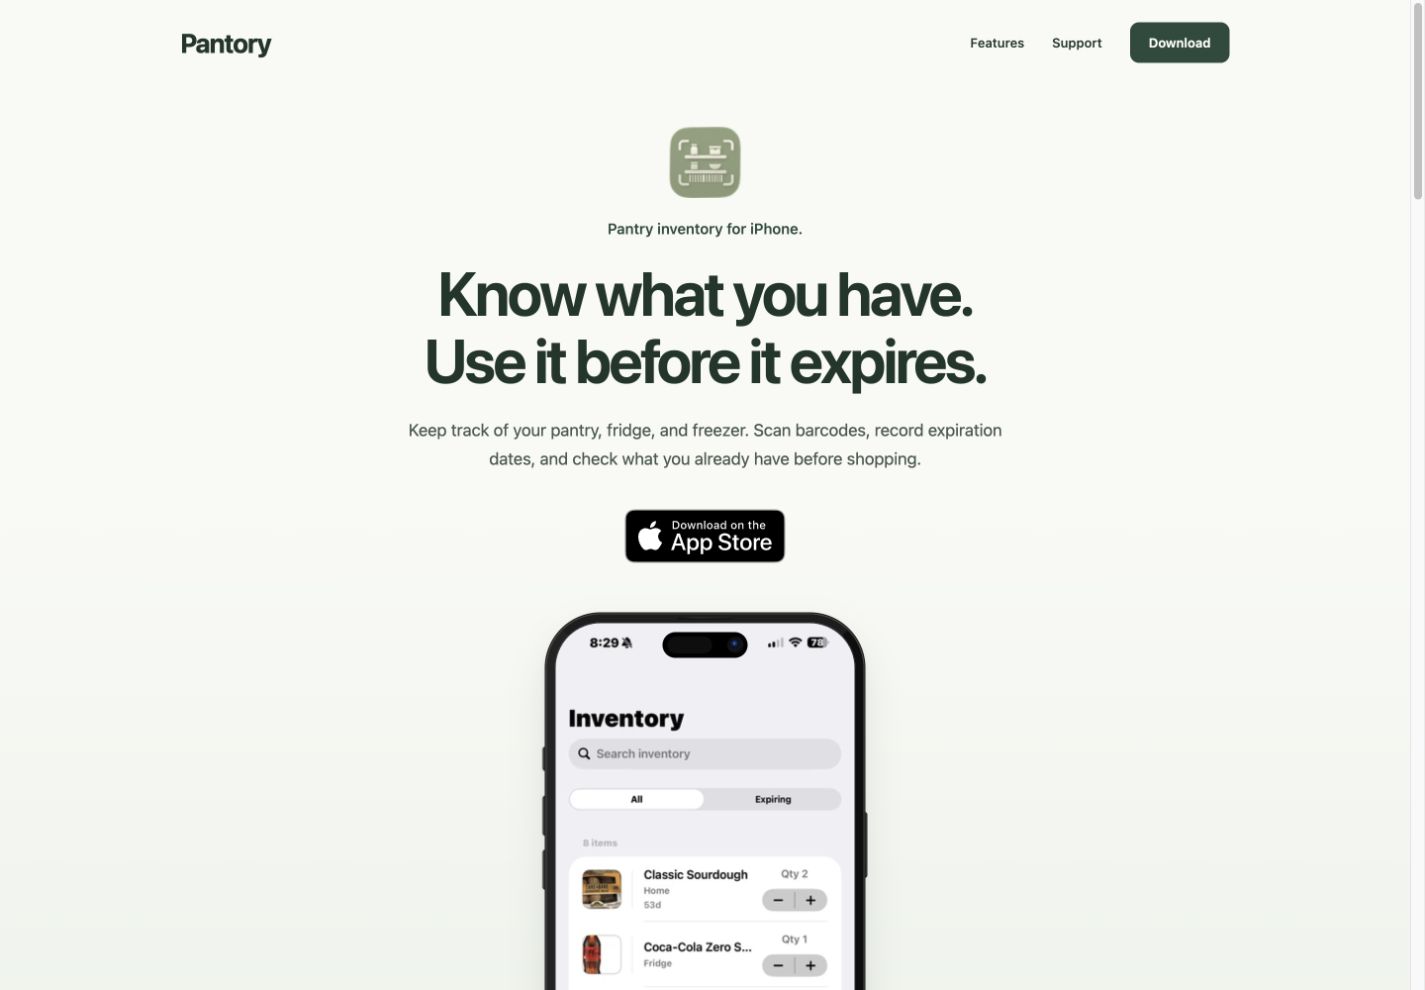 Pantory
Features
Support
Download
Pantry inventory for iPhone.
Know what you have.
Use it before it expires.
Keep track of your pantry, fridge, and freezer. Scan barcodes, record expiration
dates, and check what you already have before shopping.
Download on the
App Store
8:29
78
Inventory
Search inventory
All
Expiring
8 items
Classic Sourdough
Qty 2
Home
53d
Coca-Cola Zero S...
Qty 1
Fridge